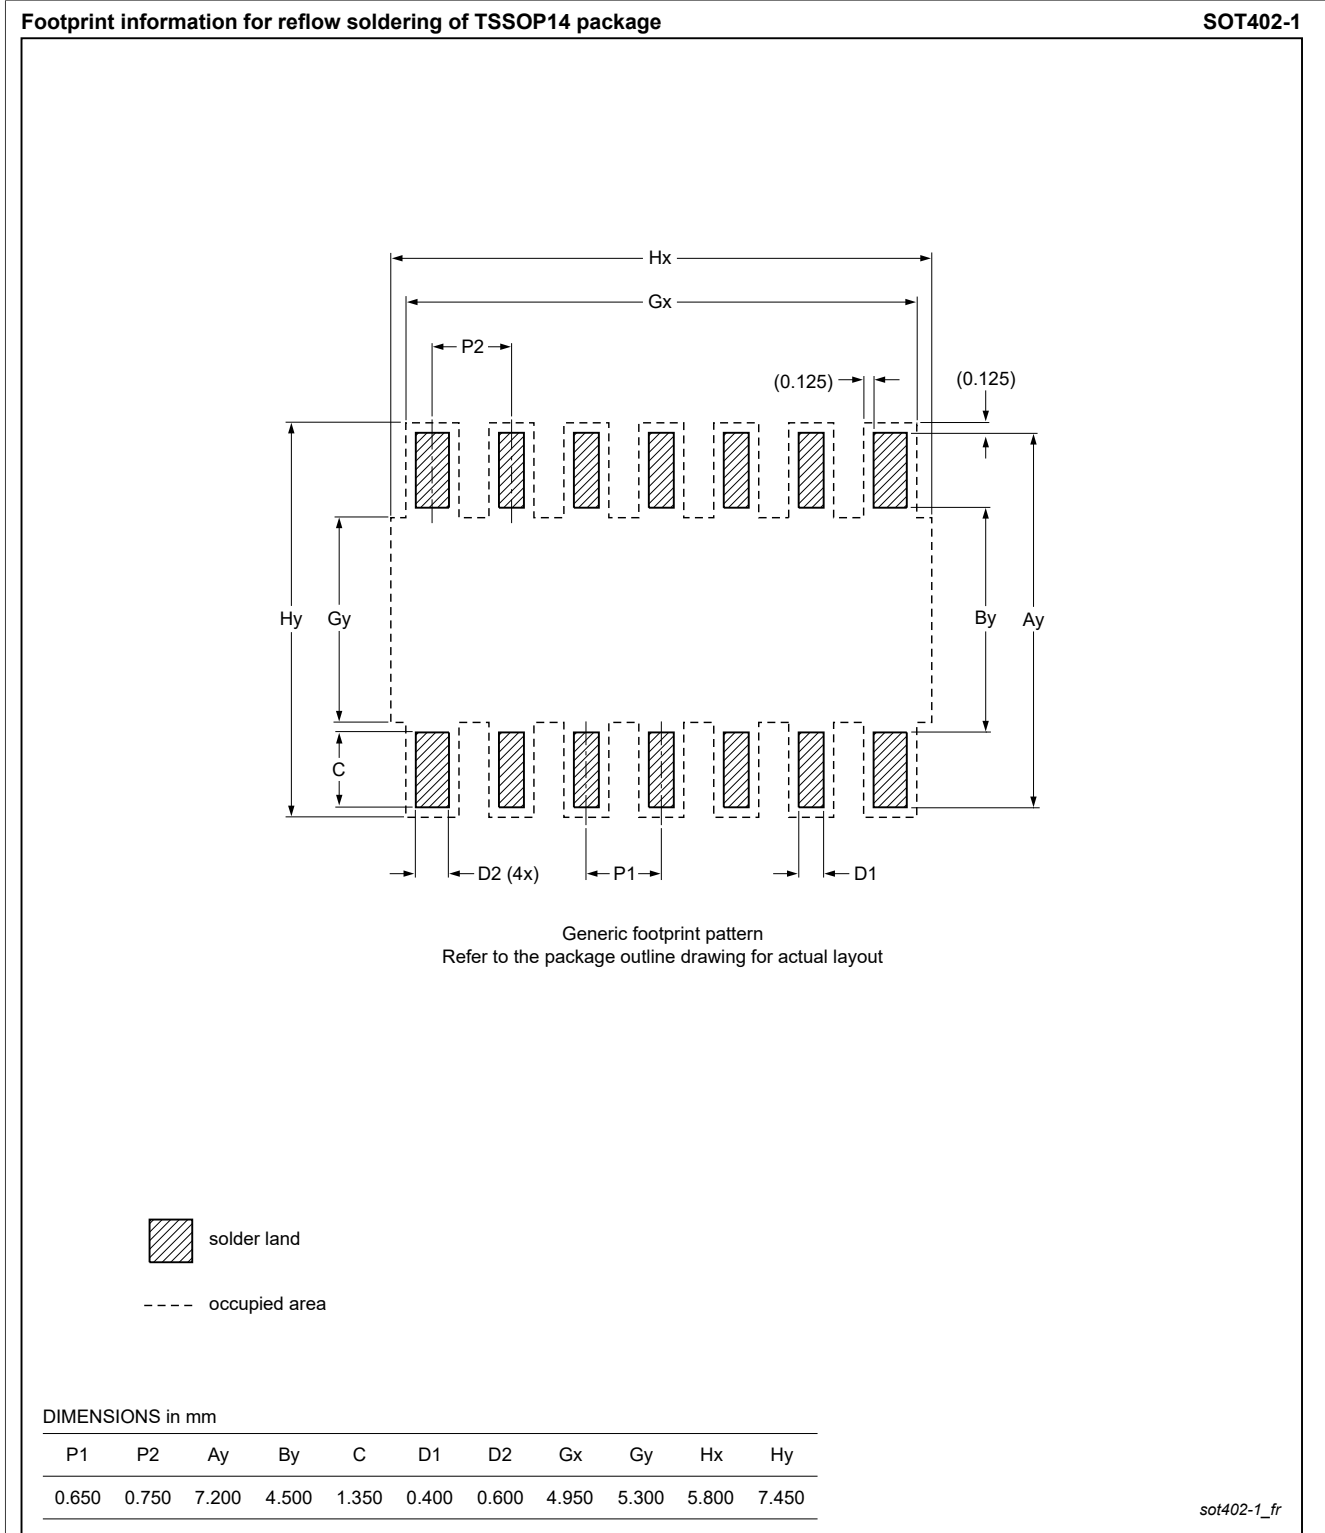 Footprint information for reflow soldering of TSSOP14 package SOT402-1
Hx
Gx
P2
(0.125) (0.125)
Hy Gy By Ay
C
D2 (4x) P1 D1
Generic footprint pattern
Refer to the package outline drawing for actual layout
solder land
occupied area
DIMENSIONS in mm
P1 P2 Ay By C D1 D2 Gx Gy Hx Hy
0.650 0.750 7.200 4.500 1.350 0.400 0.600 4.950 5.300 5.800 7.450
sot402-1_fr